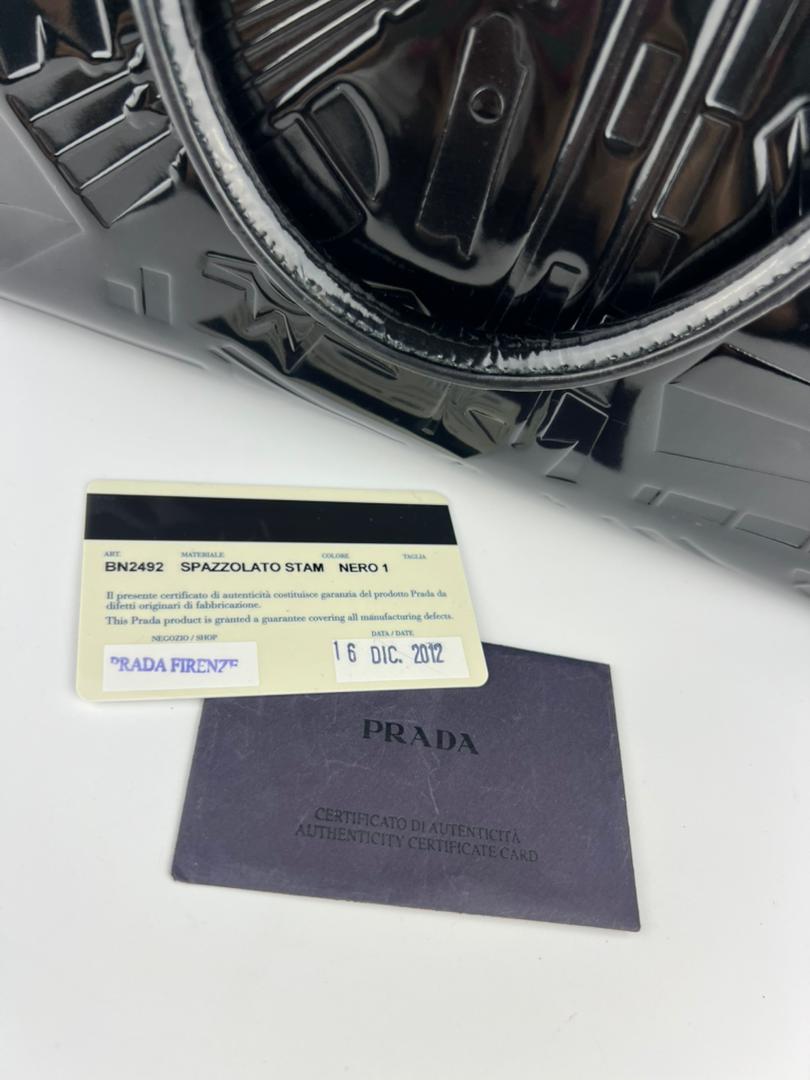 ART. MATERIALE COLORE TAGLIA
BN2492 SPAZZOLATO STAM NERO 1
Il presente certificato di autenticità costituisce garanzia del prodotto Prada da
difetti originari di fabbricazione.
This Prada product is granted a guarantee covering all manufacturing defects.
NEGOZIO / SHOP DATA / DATE
PRADA FIRENZE 16 DIC. 2012
PRADA
CERTIFICATO DI AUTENTICITÀ
AUTHENTICITY CERTIFICATE CARD